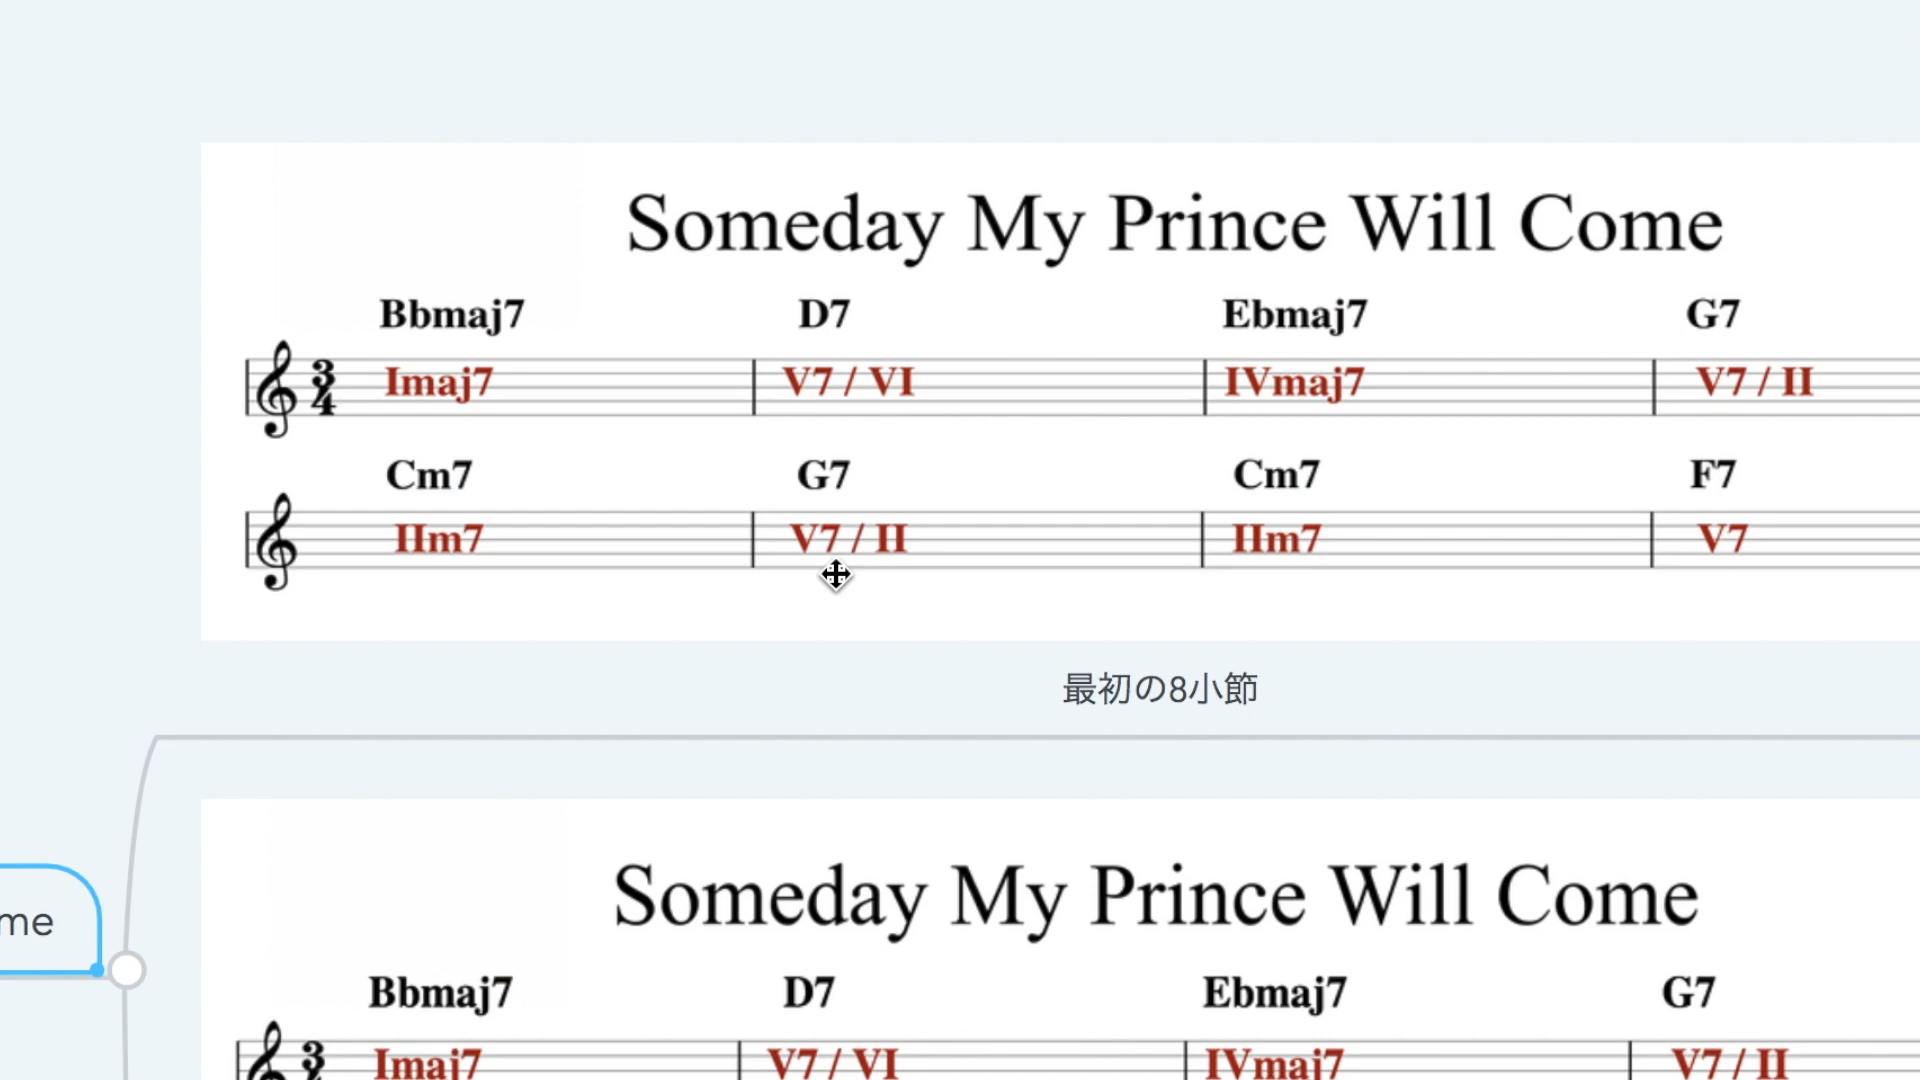 Someday My Prince Will Come
Bbmaj7 D7 Ebmaj7 G7
3/4 Imaj7 V7 / VI IVmaj7 V7 / II
Cm7 G7 Cm7 F7
IIm7 V7 / II IIm7 V7
最初の8小節
Someday My Prince Will Come
me
Bbmaj7 D7 Ebmaj7 G7
Imaj7 V7 / VI IVmaj7 V7 / II